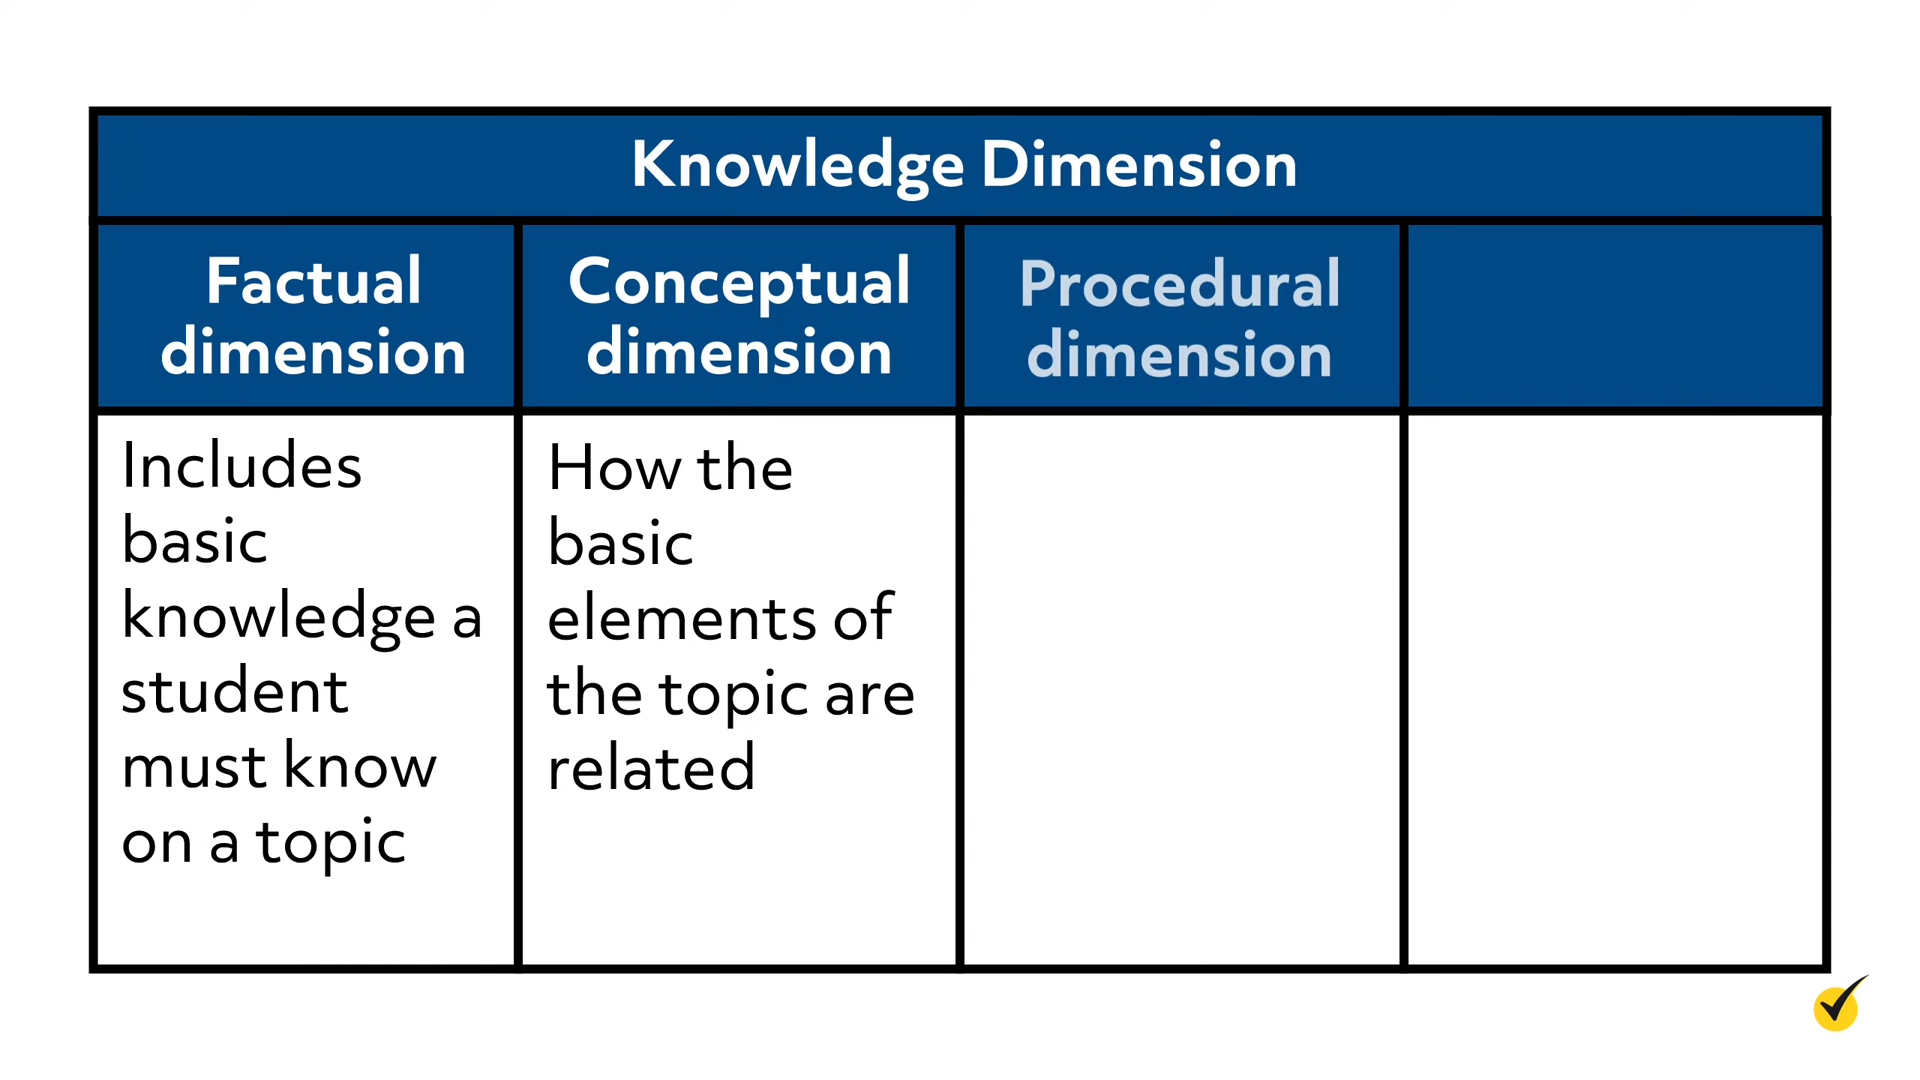 Knowledge Dimension
Factual
dimension
Conceptual
dimension
Procedural
dimension
Includes
basic
knowledge a
student
must know
on a topic
How the
basic
elements of
the topic are
related